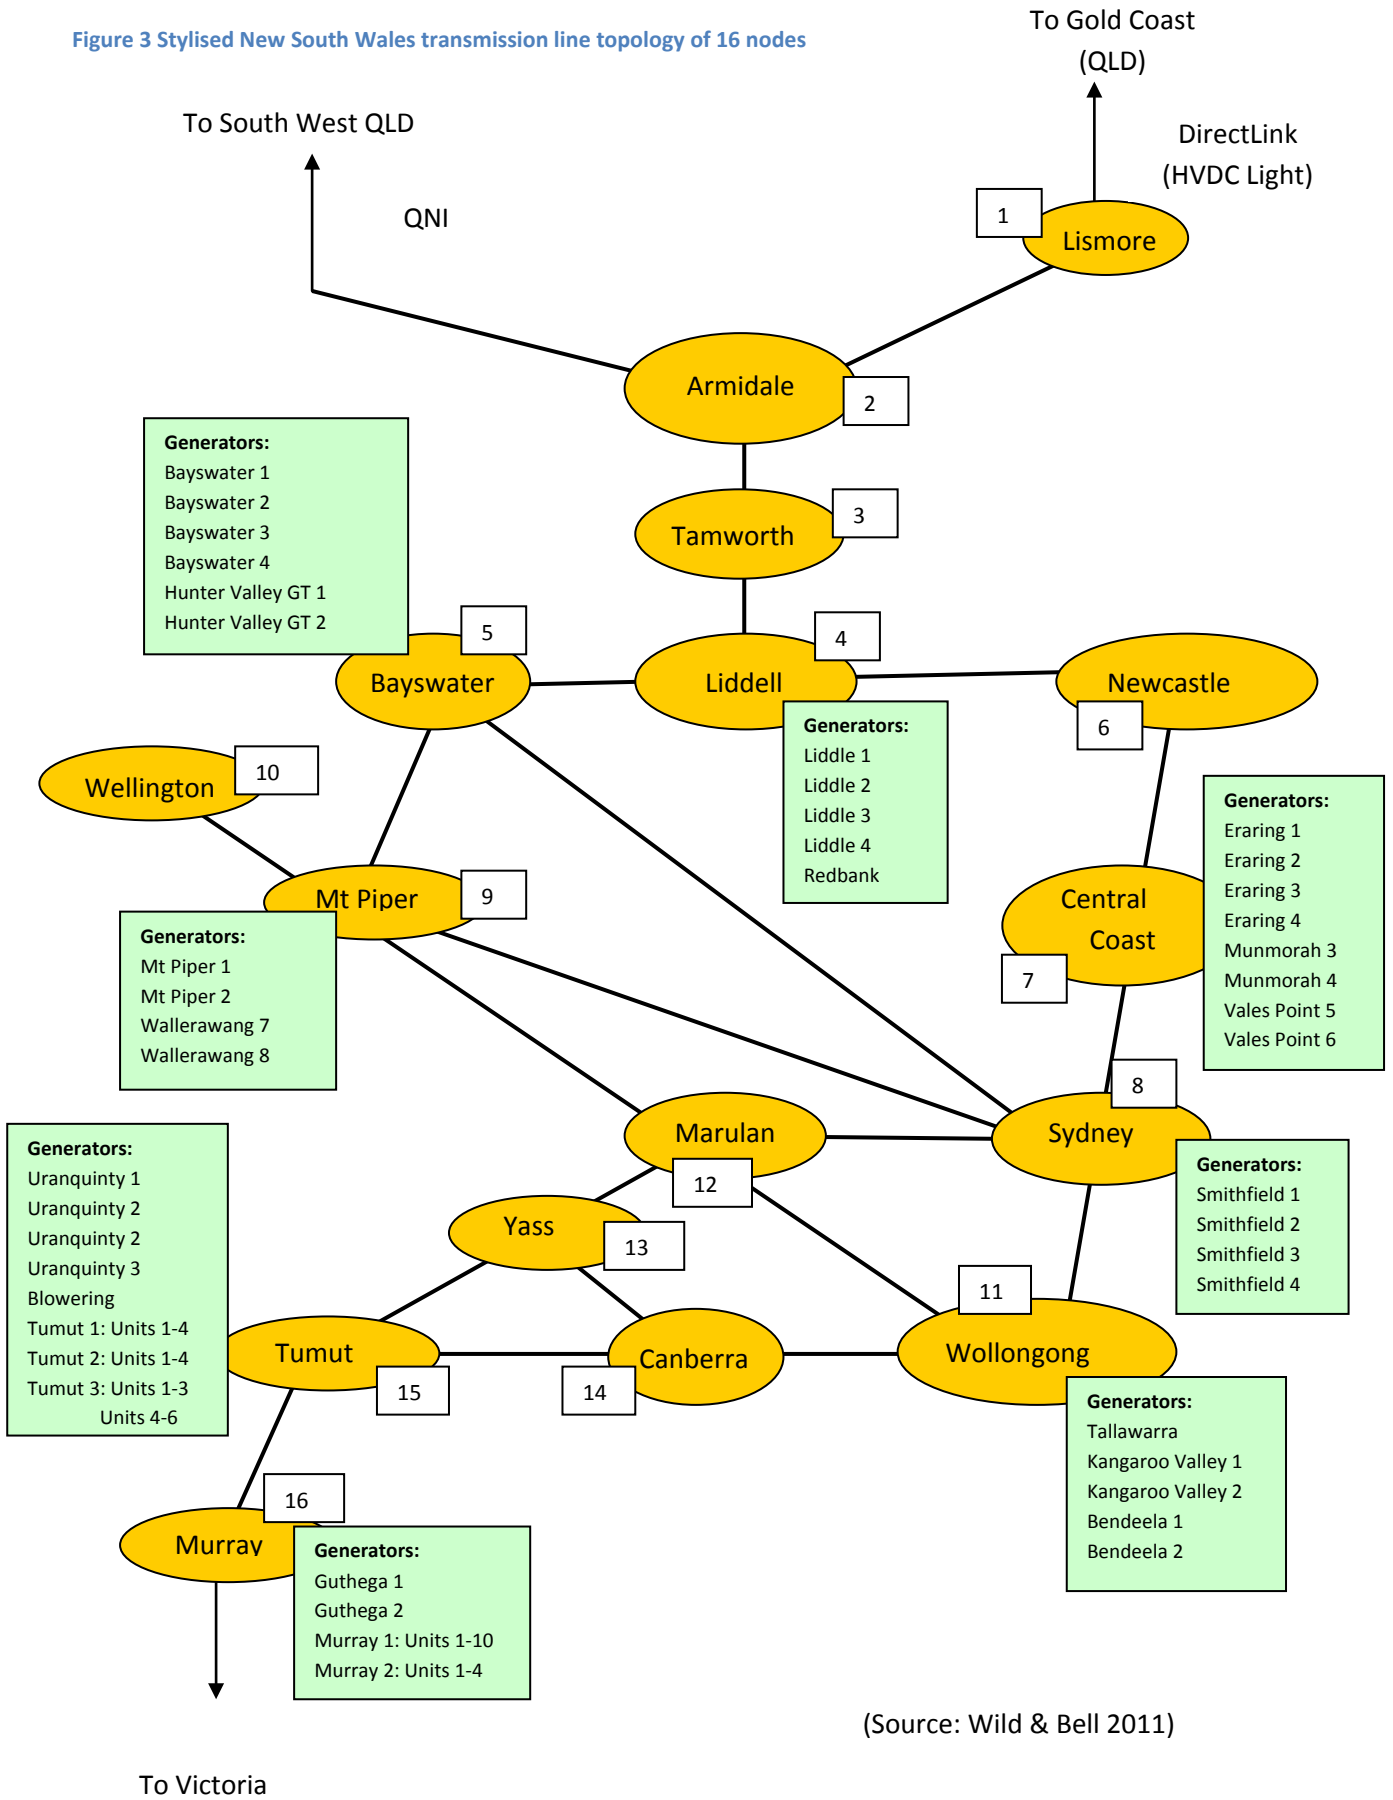 Figure 3 Stylised New South Wales transmission line topology of 16 nodes
To Gold Coast
(QLD)
To South West QLD
DirectLink
(HVDC Light)
QNI
1
Lismore
Armidale
2
Generators:
Bayswater 1
Bayswater 2
Bayswater 3
Bayswater 4
Hunter Valley GT 1
Hunter Valley GT 2
3
Tamworth
5
Bayswater
4
Liddell
Newcastle
6
Generators:
Liddle 1
Liddle 2
Liddle 3
Liddle 4
Redbank
10
Wellington
Generators:
Eraring 1
Eraring 2
Eraring 3
Eraring 4
Munmorah 3
Munmorah 4
Vales Point 5
Vales Point 6
Mt Piper
9
Central
Coast
7
Generators:
Mt Piper 1
Mt Piper 2
Wallerawang 7
Wallerawang 8
8
Sydney
Marulan
12
Generators:
Smithfield 1
Smithfield 2
Smithfield 3
Smithfield 4
Generators:
Uranquinty 1
Uranquinty 2
Uranquinty 2
Uranquinty 3
Blowering
Tumut 1: Units 1-4
Tumut 2: Units 1-4
Tumut 3: Units 1-3
Units 4-6
Yass
13
11
Wollongong
Tumut
15
Canberra
14
Generators:
Tallawarra
Kangaroo Valley 1
Kangaroo Valley 2
Bendeela 1
Bendeela 2
16
Murray
Generators:
Guthega 1
Guthega 2
Murray 1: Units 1-10
Murray 2: Units 1-4
(Source: Wild & Bell 2011)
To Victoria